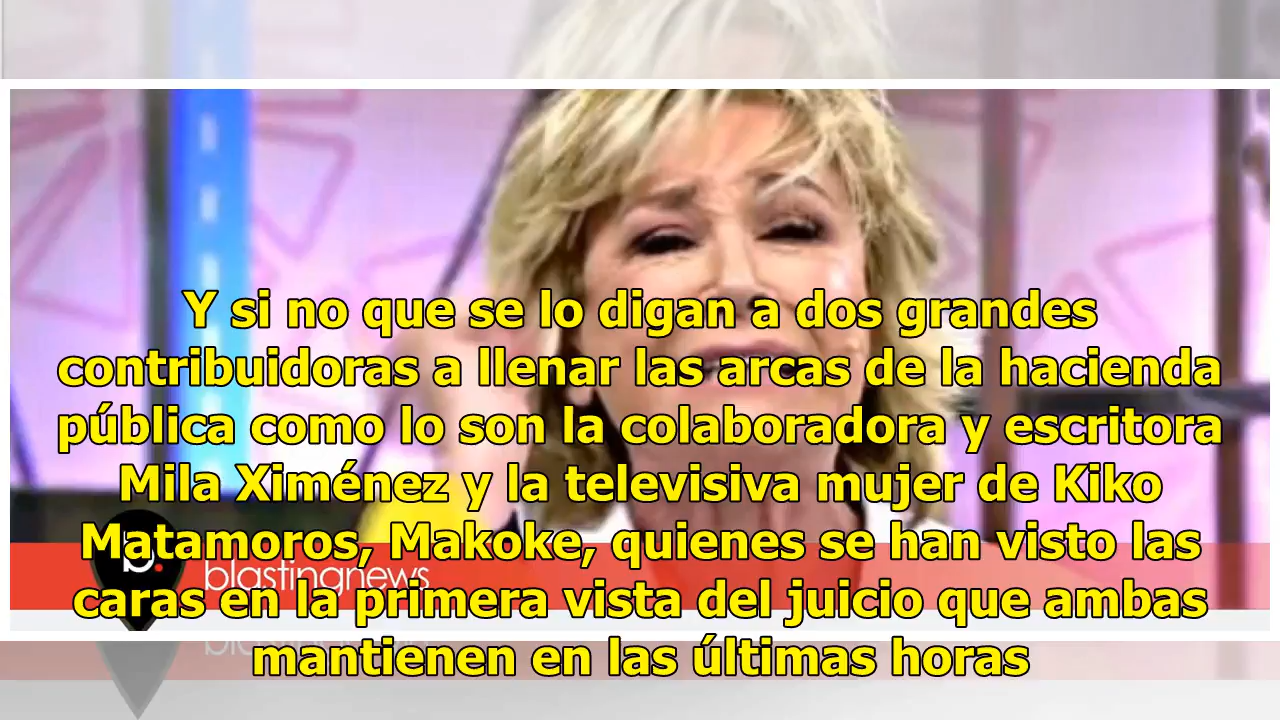 Y si no que se lo digan a dos grandes
contribuidoras a llenar las arcas de la hacienda
pública como lo son la colaboradora y escritora
Mila Ximénez y la televisiva mujer de Kiko
Matamoros, Makoke, quienes se han visto las
b.
blastingnews
caras en la primera vista del juicio que ambas
mantienen en las últimas horas